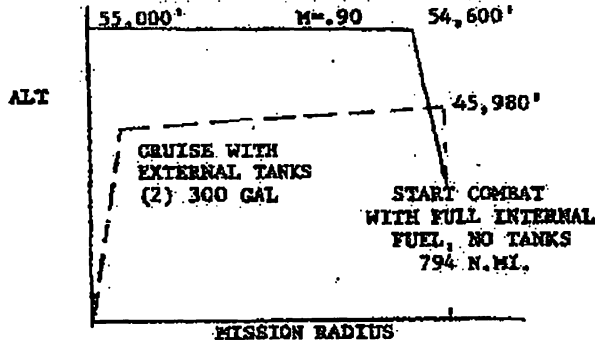 55,000' M=.90 54,600'
ALT
45,980'
CRUISE WITH
EXTERNAL TANKS
(2) 300 GAL
START COMBAT
WITH FULL INTERNAL
FUEL, NO TANKS
794 N.MI.
MISSION RADIUS